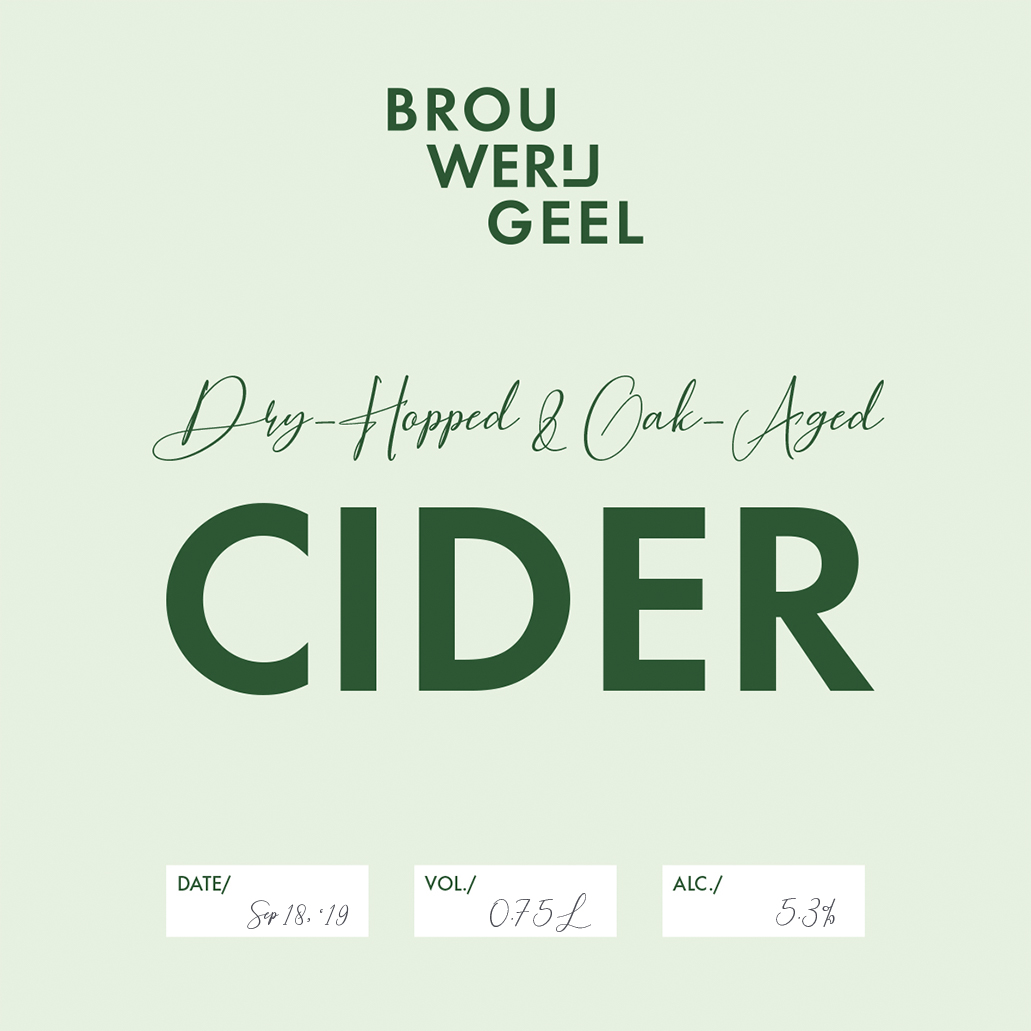 BROU
WERIJ
GEEL
Dry-Hopped & Oak-Aged
CIDER
DATE/ Sep 18, '19
VOL./ 0.75L
ALC./ 5.3%